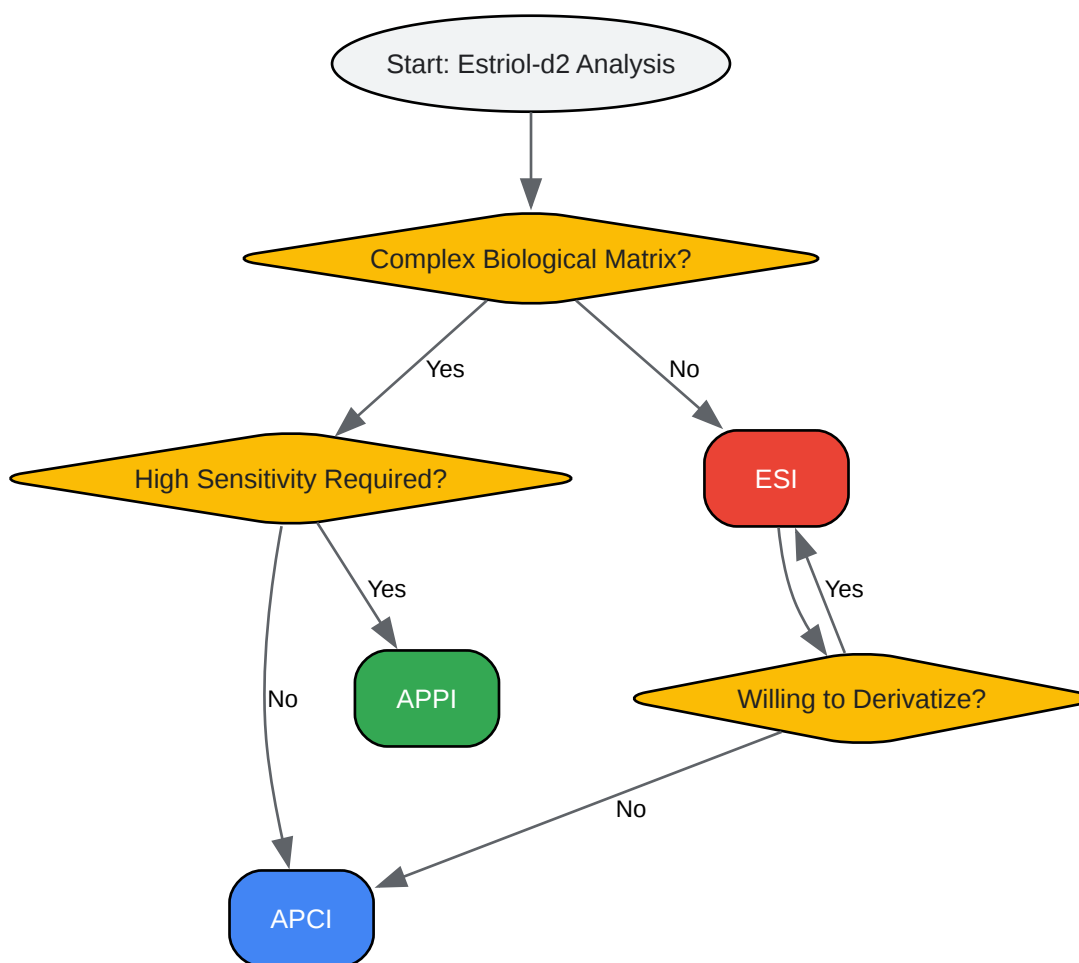 Start: Estriol-d2 Analysis
Complex Biological Matrix?
Yes
No
High Sensitivity Required?
ESI
Yes
Yes
APPI
No
Willing to Derivatize?
No
APCI